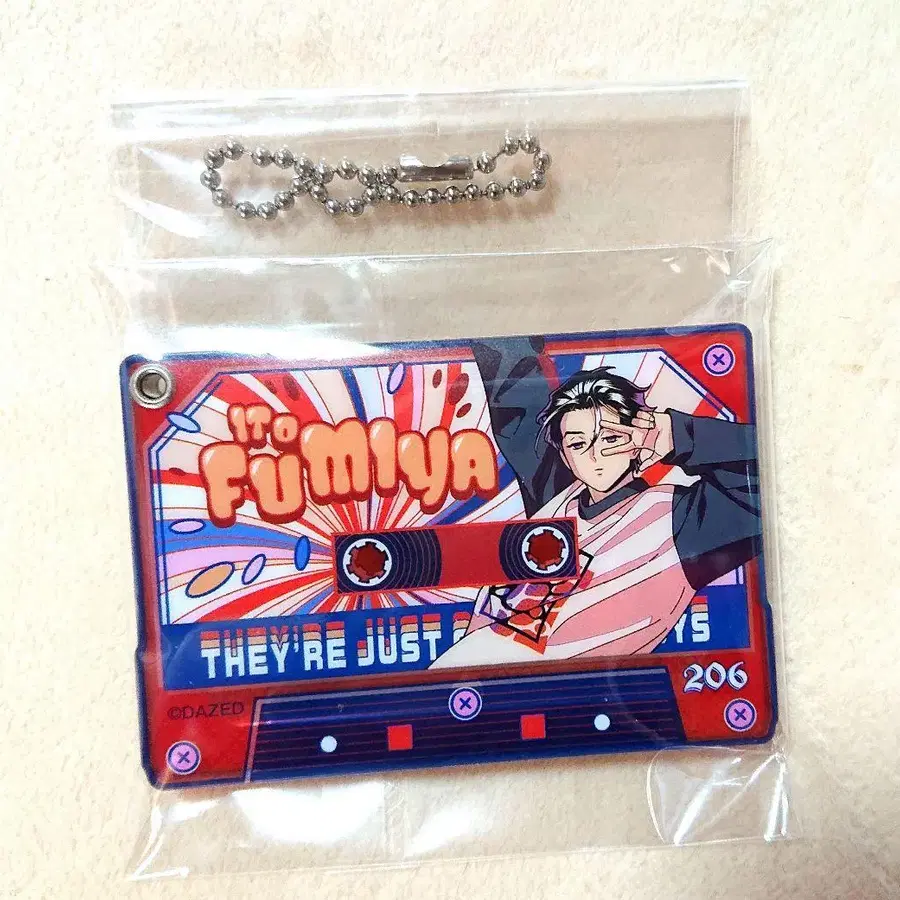 ITO
FUMIYA
THEY'RE JUST YS
206
©DAZED